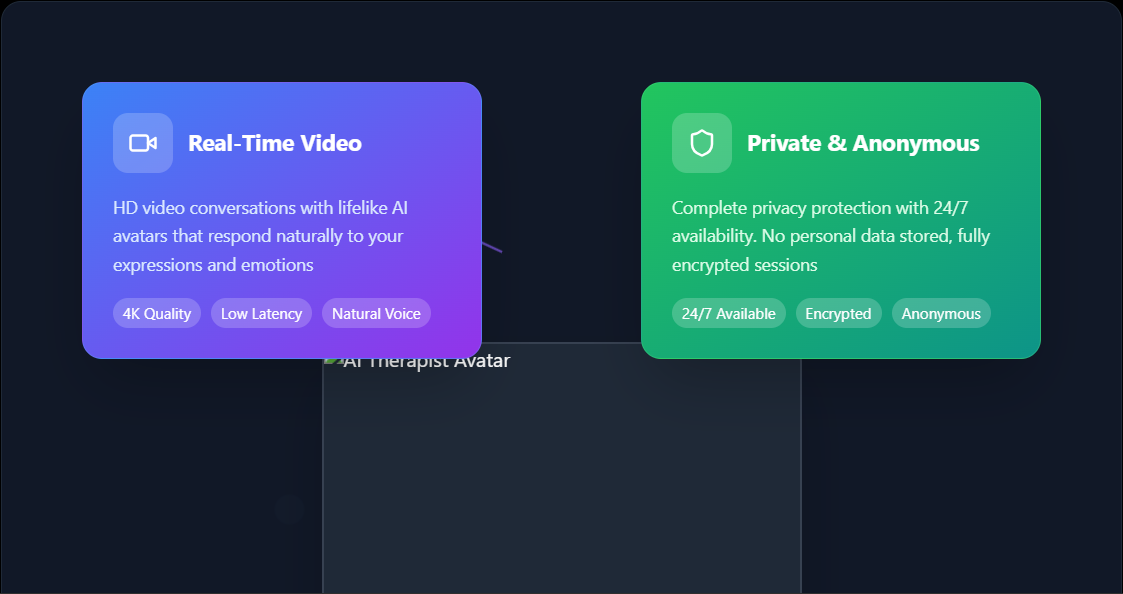 Real-Time Video
HD video conversations with lifelike AI
avatars that respond naturally to your
expressions and emotions
4K Quality
Low Latency
Natural Voice
Private & Anonymous
Complete privacy protection with 24/7
availability. No personal data stored, fully
encrypted sessions
24/7 Available
Encrypted
Anonymous
AI Therapist Avatar